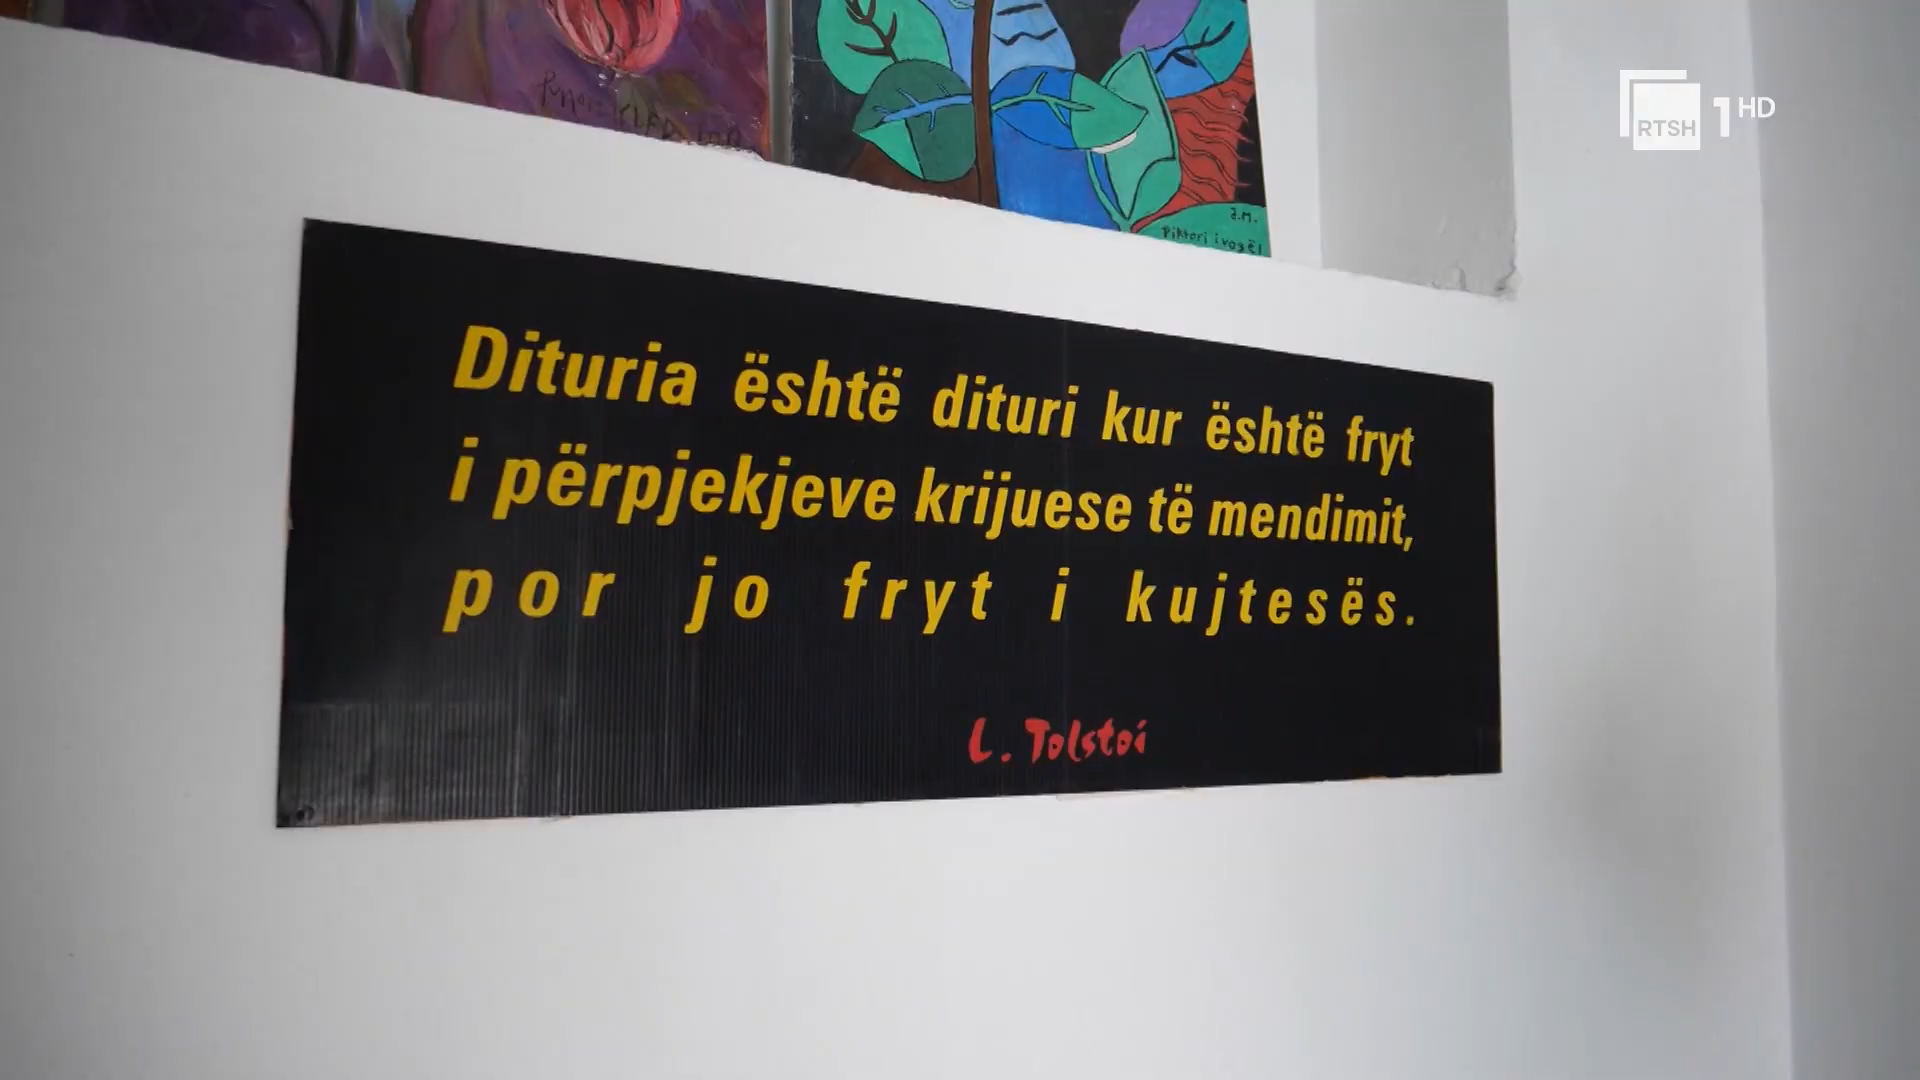 RTSH 1 HD
a.m.
Piktori i vogël
Dituria është dituri kur është fryt
i përpjekjeve krijuese të mendimit,
por jo fryt i kujtesës.
L. Tolstoi